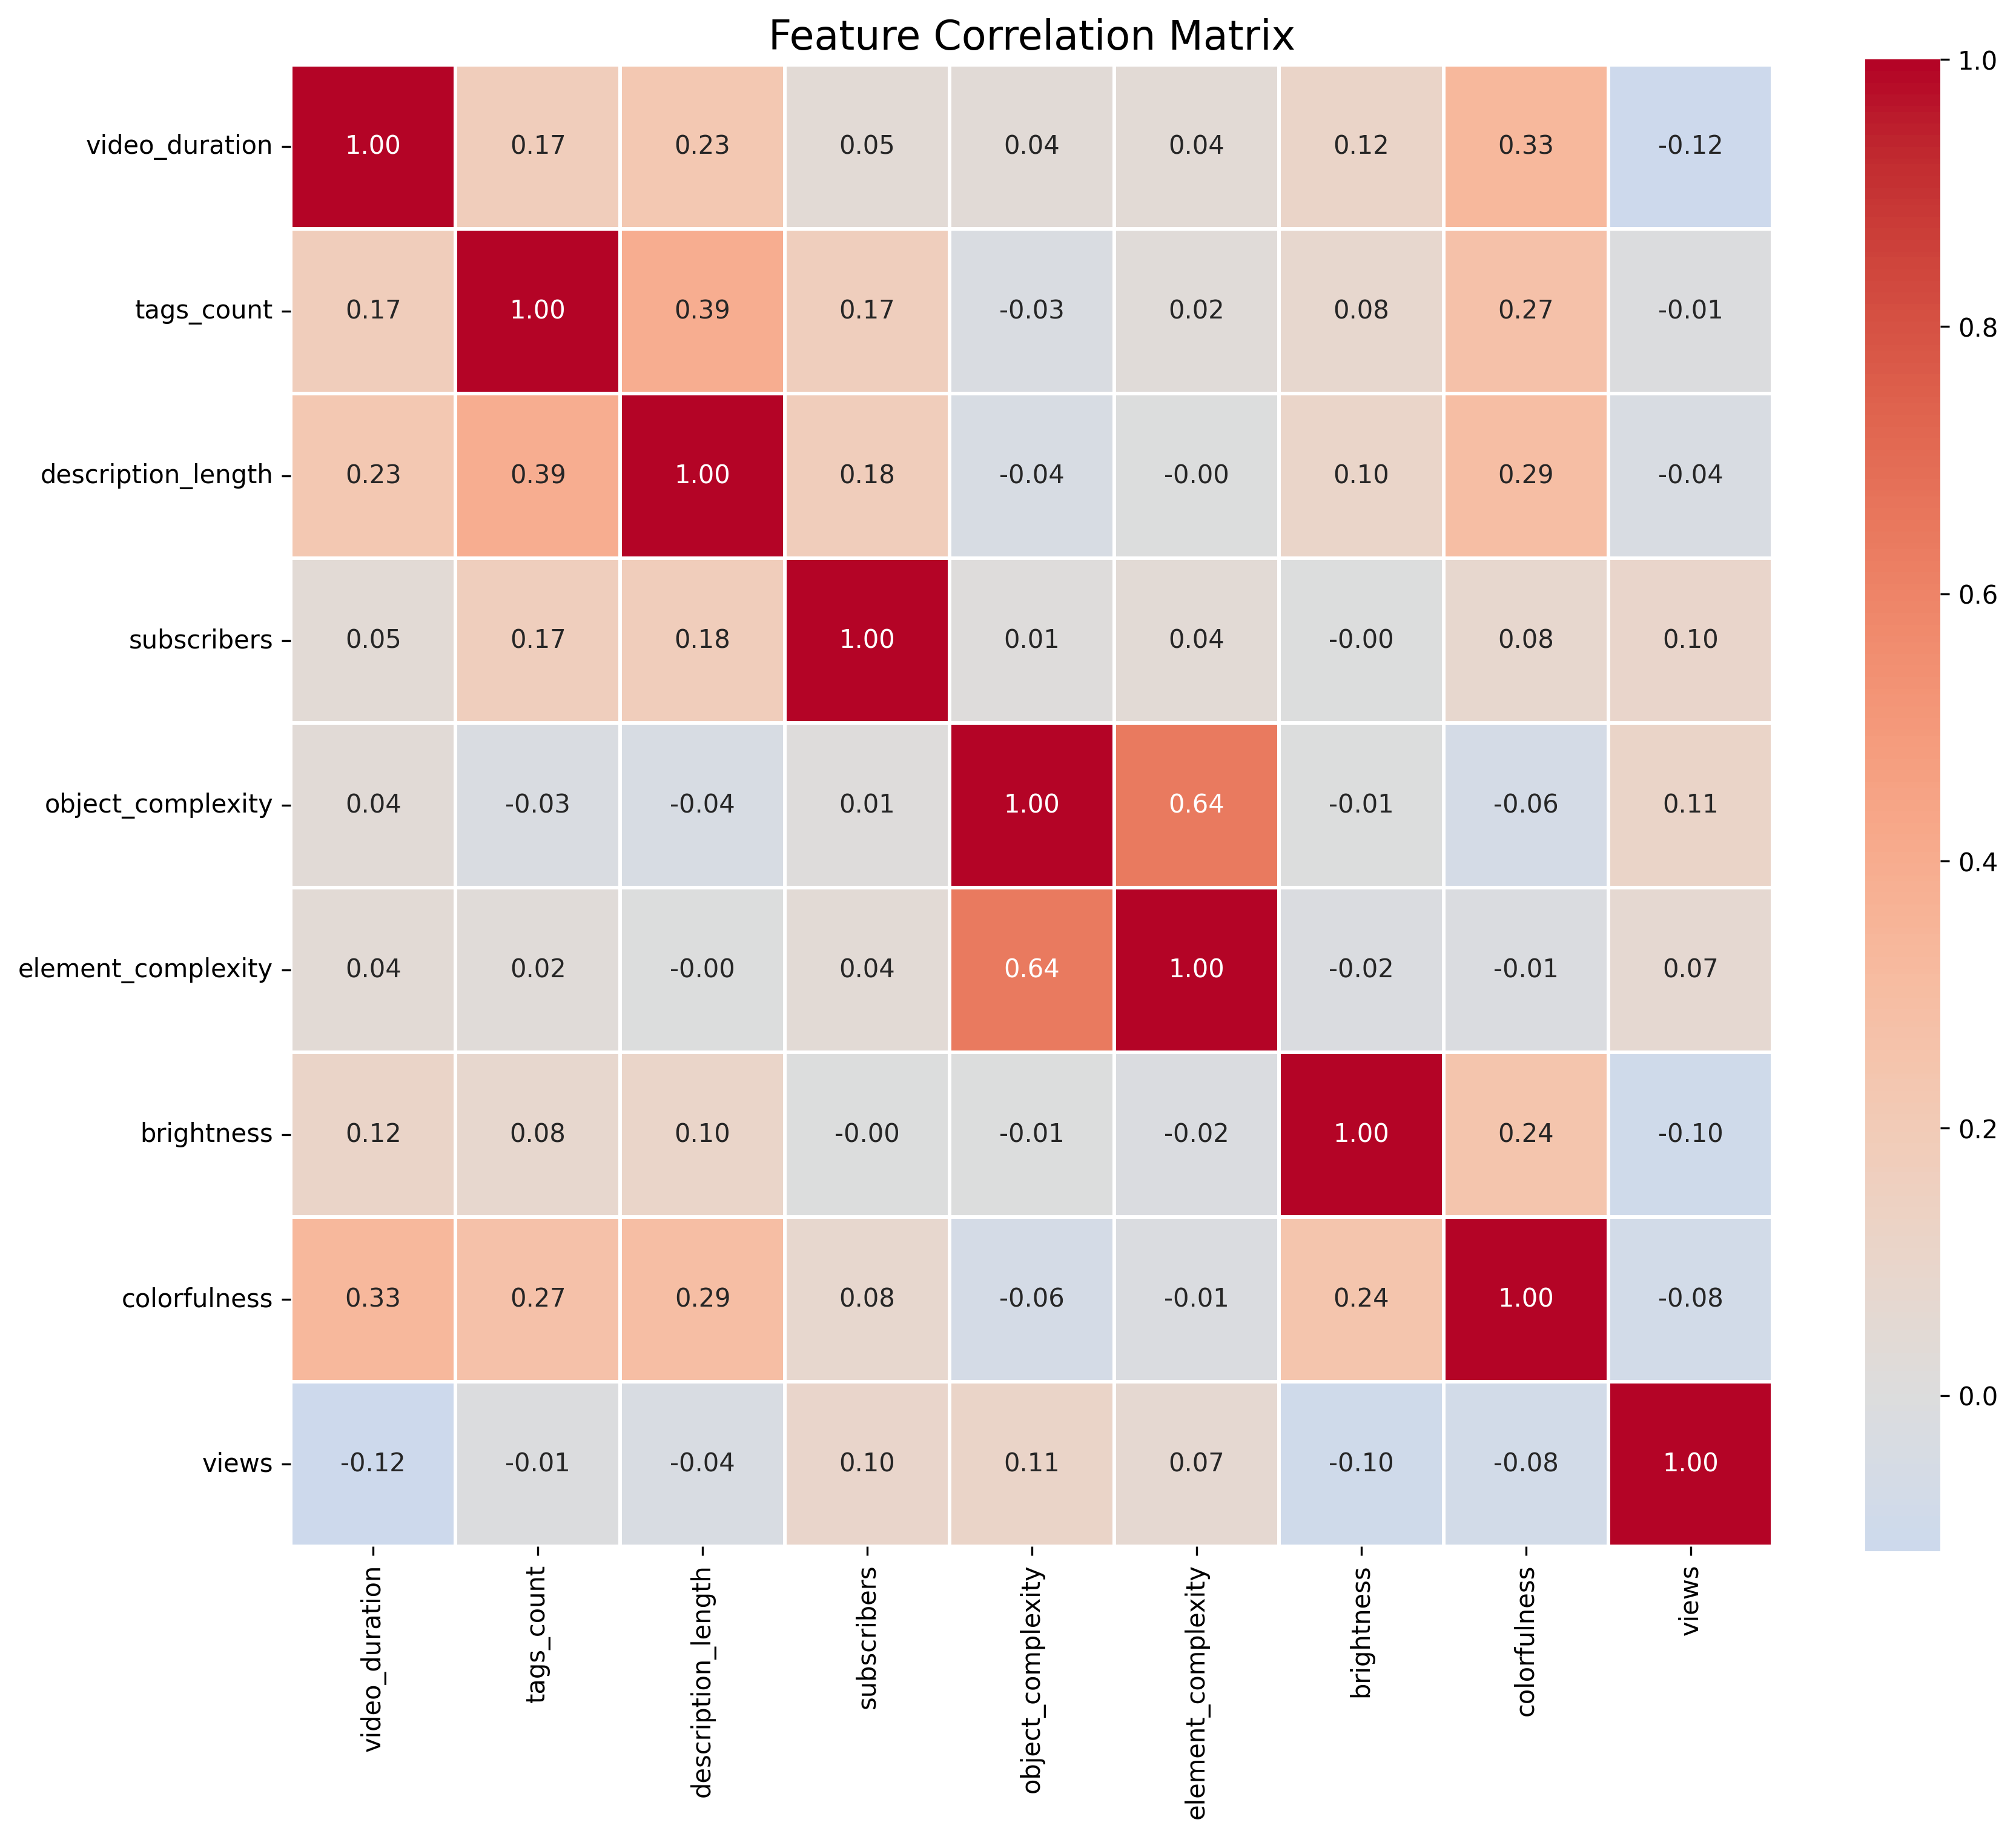 Feature Correlation Matrix
video_duration 1.00 0.17 0.23 0.05 0.04 0.04 0.12 0.33 -0.12
tags_count 0.17 1.00 0.39 0.17 -0.03 0.02 0.08 0.27 -0.01
description_length 0.23 0.39 1.00 0.18 -0.04 -0.00 0.10 0.29 -0.04
subscribers 0.05 0.17 0.18 1.00 0.01 0.04 -0.00 0.08 0.10
object_complexity 0.04 -0.03 -0.04 0.01 1.00 0.64 -0.01 -0.06 0.11
element_complexity 0.04 0.02 -0.00 0.04 0.64 1.00 -0.02 -0.01 0.07
brightness 0.12 0.08 0.10 -0.00 -0.01 -0.02 1.00 0.24 -0.10
colorfulness 0.33 0.27 0.29 0.08 -0.06 -0.01 0.24 1.00 -0.08
views -0.12 -0.01 -0.04 0.10 0.11 0.07 -0.10 -0.08 1.00
video_duration
tags_count
description_length
subscribers
object_complexity
element_complexity
brightness
colorfulness
views
1.0
0.8
0.6
0.4
0.2
0.0